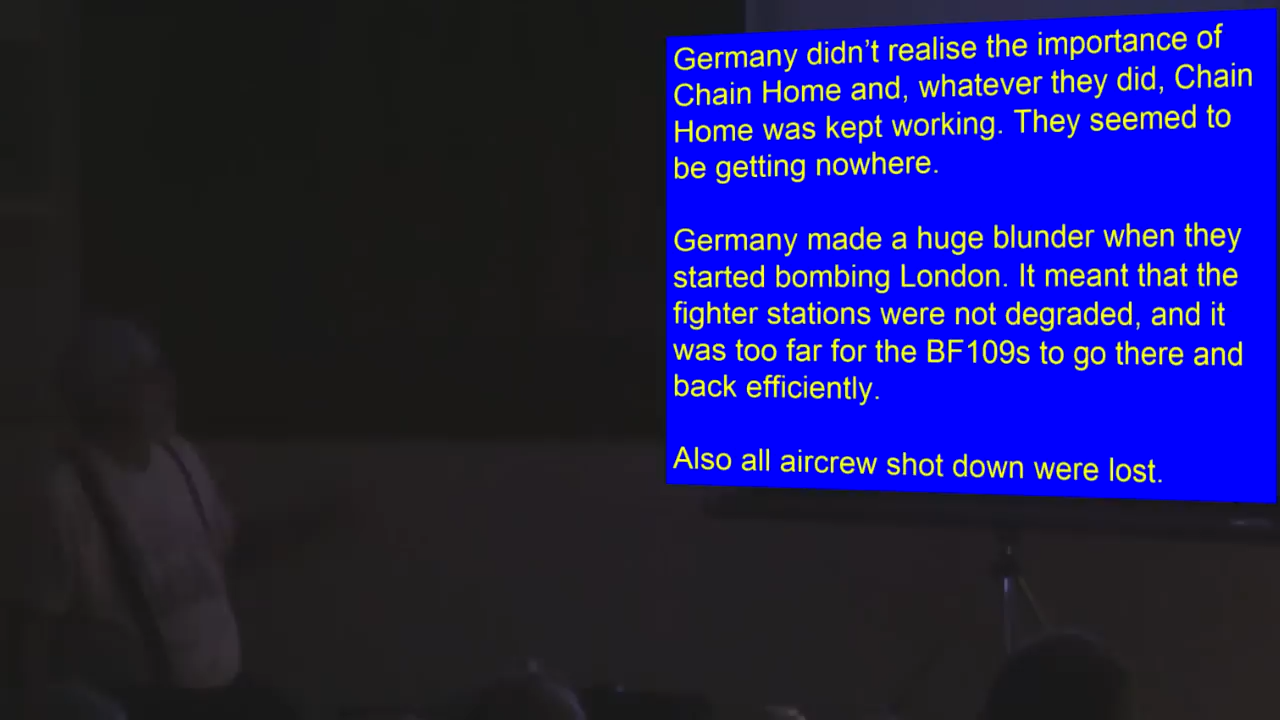 Germany didn’t realise the importance of
Chain Home and, whatever they did, Chain
Home was kept working. They seemed to
be getting nowhere.
Germany made a huge blunder when they
started bombing London. It meant that the
fighter stations were not degraded, and it
was too far for the BF109s to go there and
back efficiently.
Also all aircrew shot down were lost.